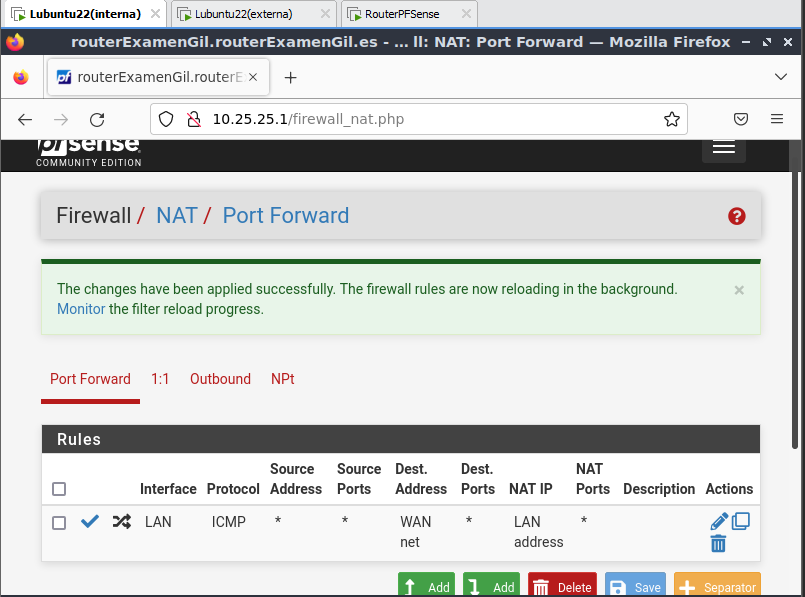 Lubuntu22(interna)
Lubuntu22(externa)
RouterPFSense
routerExamenGil.routerExamenGil.es - … ll: NAT: Port Forward — Mozilla Firefox
routerExamenGil.routerE
10.25.25.1/firewall_nat.php
pfsense
COMMUNITY EDITION
Firewall / NAT / Port Forward
The changes have been applied successfully. The firewall rules are now reloading in the background.
Monitor the filter reload progress.
Port Forward 1:1 Outbound NPt
Rules
Interface Protocol Source Address Source Ports Dest. Address Dest. Ports NAT IP NAT Ports Description Actions
LAN ICMP * * WAN net * LAN address *
Add Add Delete Save Separator